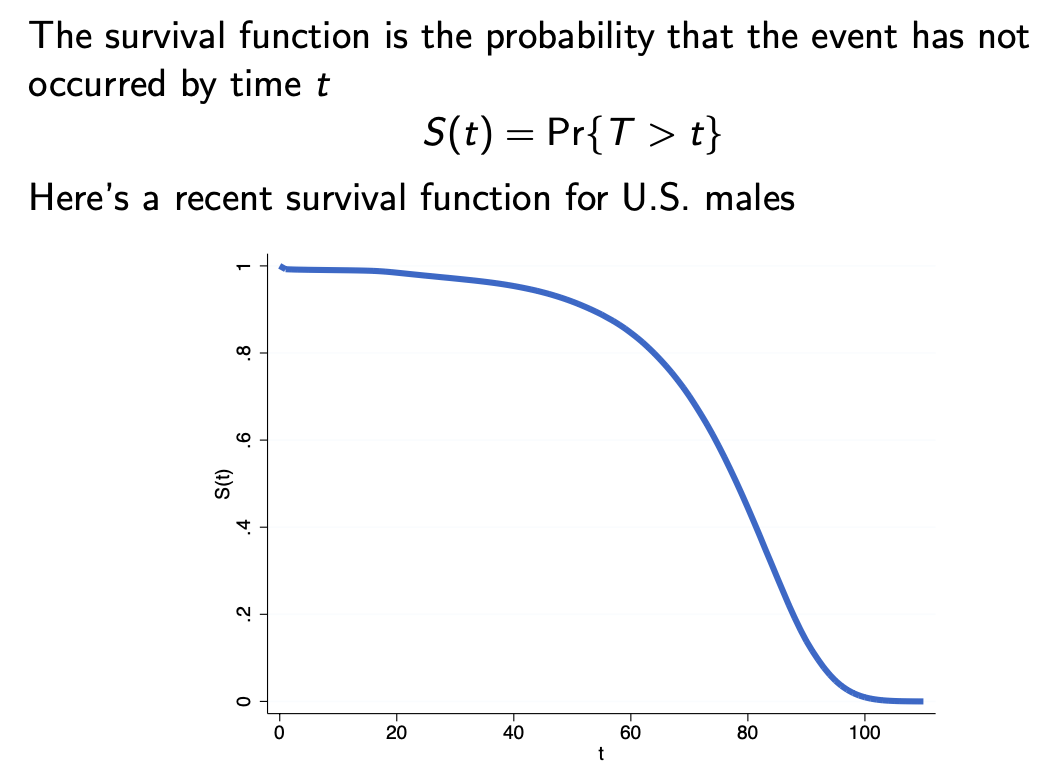 The survival function is the probability that the event has not
occurred by time t
S(t) = Pr{T > t}
Here's a recent survival function for U.S. males
1
.8
.6
S(t)
.4
.2
0
0 20 40 60 80 100
t